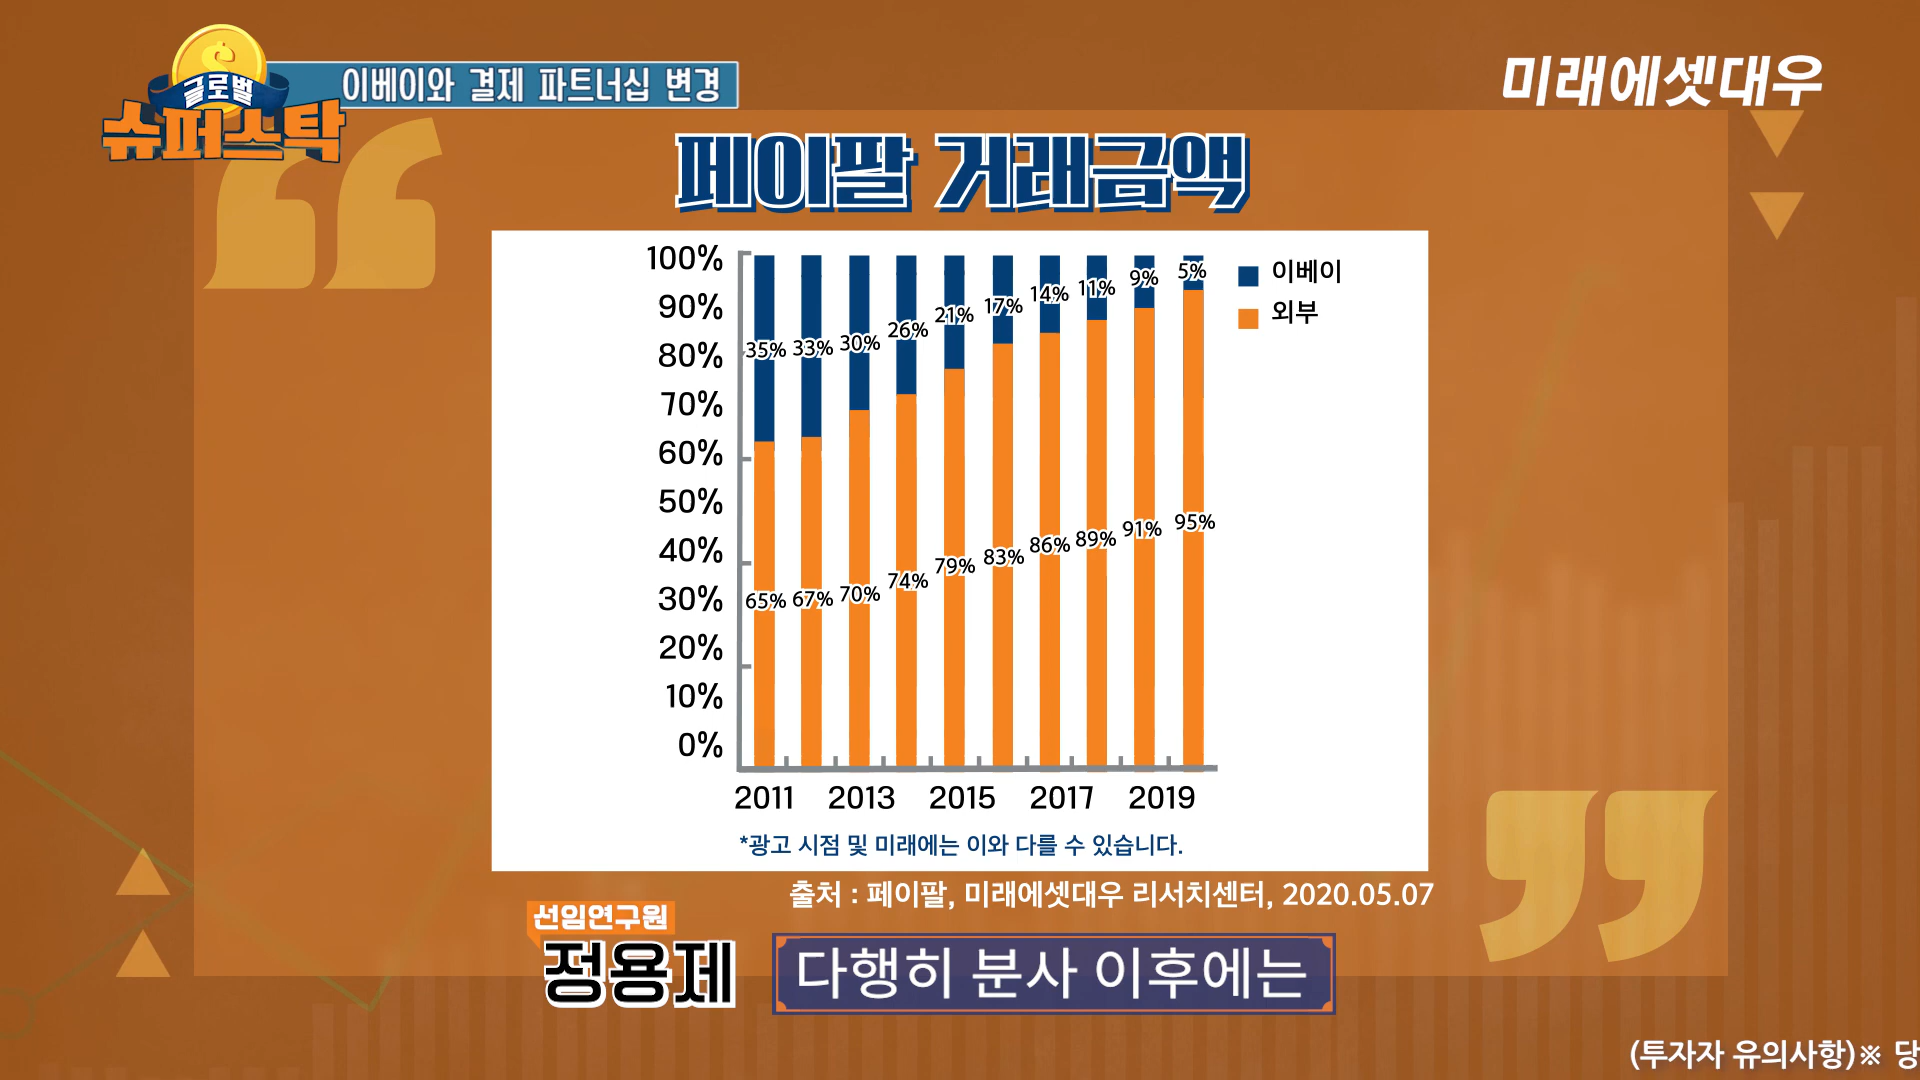 글로벌
슈퍼스탁
이베이와 결제 파트너십 변경
미래에셋대우
페이팔 거래금액
100%
90%
80%
70%
60%
50%
40%
30%
20%
10%
0%
35% 33% 30% 26% 21% 17% 14% 11% 9% 5%
65% 67% 70% 74% 79% 83% 86% 89% 91% 95%
이베이
외부
2011 2013 2015 2017 2019
*광고 시점 및 미래에는 이와 다를 수 있습니다.
출처 : 페이팔, 미래에셋대우 리서치센터, 2020.05.07
선임연구원
정용제
다행히 분사 이후에는
(투자자 유의사항)※ 당